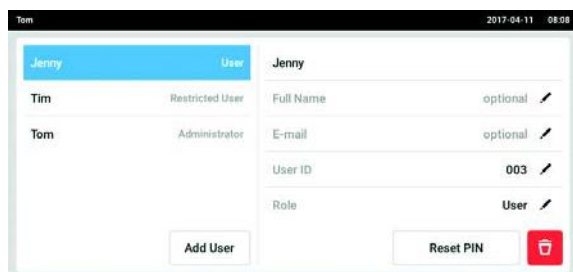 Tom 2017-04-11 08:08
Jenny User
Tim Restricted User
Tom Administrator
Add User
Jenny
Full Name optional
E-mail optional
User ID 003
Role User
Reset PIN